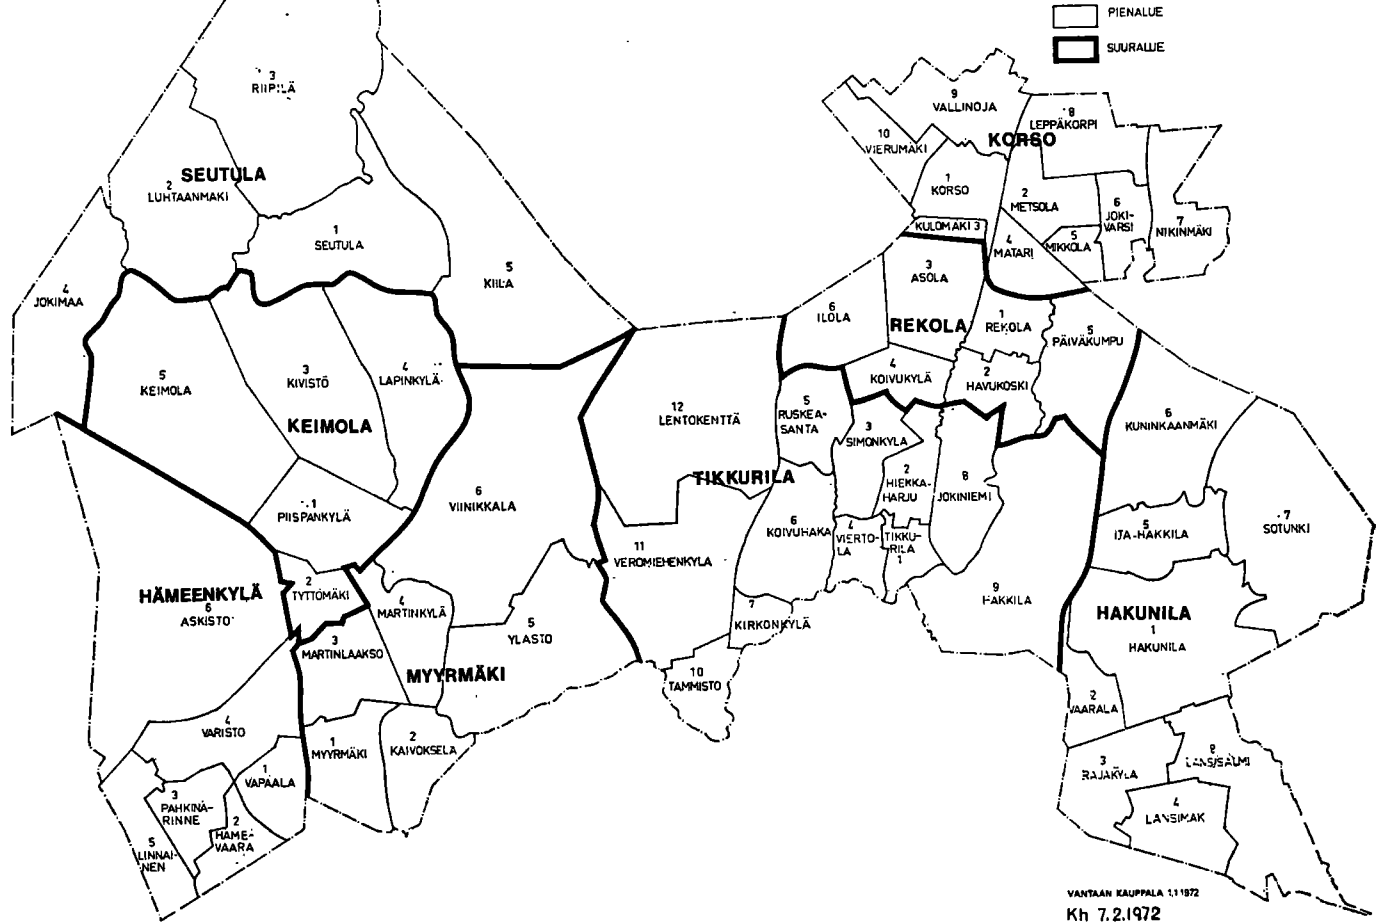 PIENALUE
SUURALUE
3
RIIPILÄ
SEUTULA
2
LUHTAANMÄKI
1
SEUTULA
4
JOKIMAA
5
KIILA
5
KEIMOLA
3
KIVISTÖ
4
LAPINKYLÄ
KEIMOLA
1
PIISPANKYLÄ
2
TYTTÖMÄKI
HÄMEENKYLÄ
6
ASKISTO
4
VARISTO
1
VAPAALA
3
PAHKINÄ-
RINNE
2
HÄMEE-
VAARA
5
LINNAI-
NEN
6
VIINIKKALA
4
MARTINKYLÄ
5
YLASTO
3
MARTINLAAKSO
MYYRMÄKI
1
MYYRMÄKI
2
KAIVOKSELA
12
LENTOKENTTÄ
TIKKURILA
11
VEROMIEHENKYLA
5
RUSKEA-
SANTA
3
SIMONKYLA
2
HIEKKA-
HARJU
8
JOKINIEMI
6
KOIVUHAKA
4
VIERTO-
LA
TIKKU-
RILA
1
7
KIRKONKYLÄ
10
TAMMISTO
9
HAKKILA
6
ILOLA
3
ASOLA
REKOLA
1
REKOLA
5
PÄIVÄKUMPU
4
KOIVUKYLÄ
2
HAVUKOSKI
9
VALLINOJA
8
LEPPÄKORPI
KORSO
10
VIERUMÄKI
1
KORSO
2
METSOLA
KULOMÄKI 3
4
MATARI
5
MIKKOLA
6
JOKI-
VARSI
7
NIKINMÄKI
6
KUNINKAANMÄKI
5
ITÄ-HAKKILA
7
SOTUNKI
HAKUNILA
1
HAKUNILA
2
VAARALA
3
RAJAKYLA
8
LANSISALMI
4
LANSIMAK
VANTAAN KAUPPALA 1.1 1972
Kh 7.2.1972